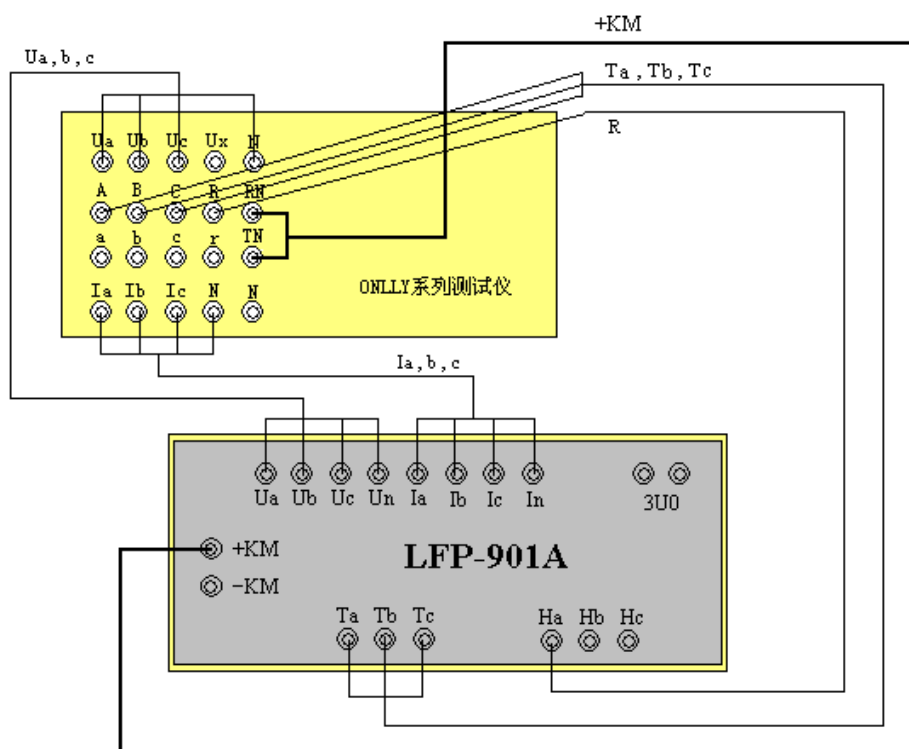 +KM
Ua,b,c
Ta,Tb,Tc
R
Ua Ub Uc Ux N
A B C R RN
a b c r TN
ONLLY系列测试仪
Ia Ib Ic N N
Ia,b,c
Ua Ub Uc Un Ia Ib Ic In
3U0
+KM
LFP-901A
-KM
Ta Tb Tc
Ha Hb Hc